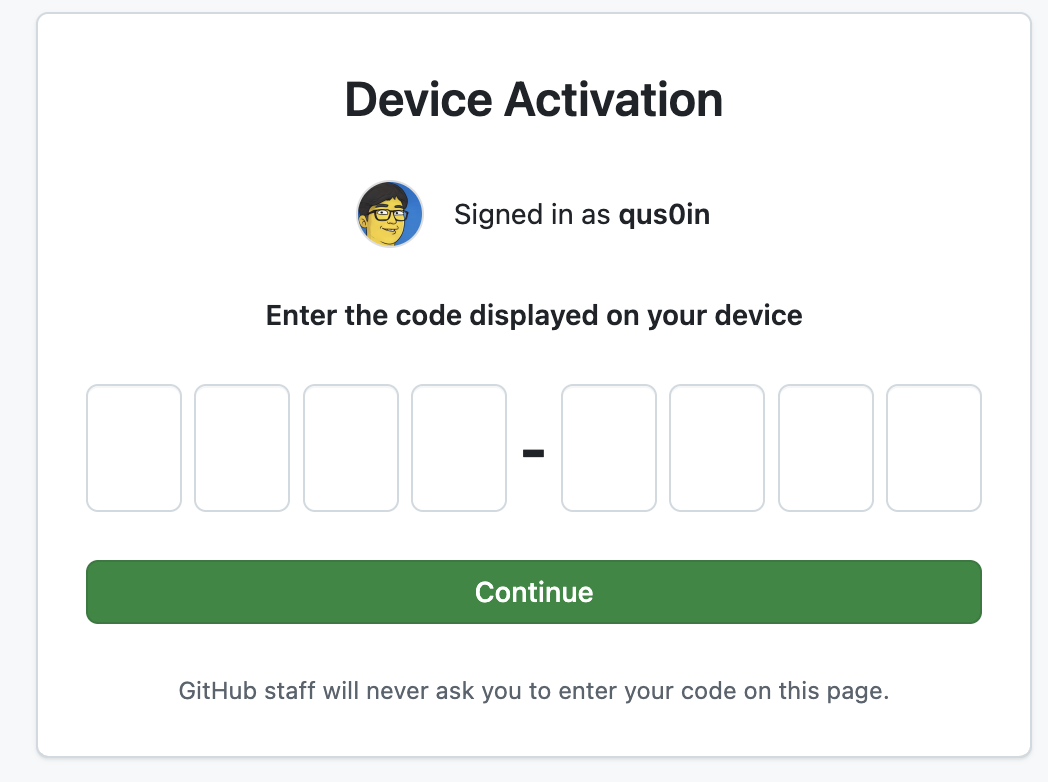 Device Activation
Signed in as qus0in
Enter the code displayed on your device
-
Continue
GitHub staff will never ask you to enter your code on this page.